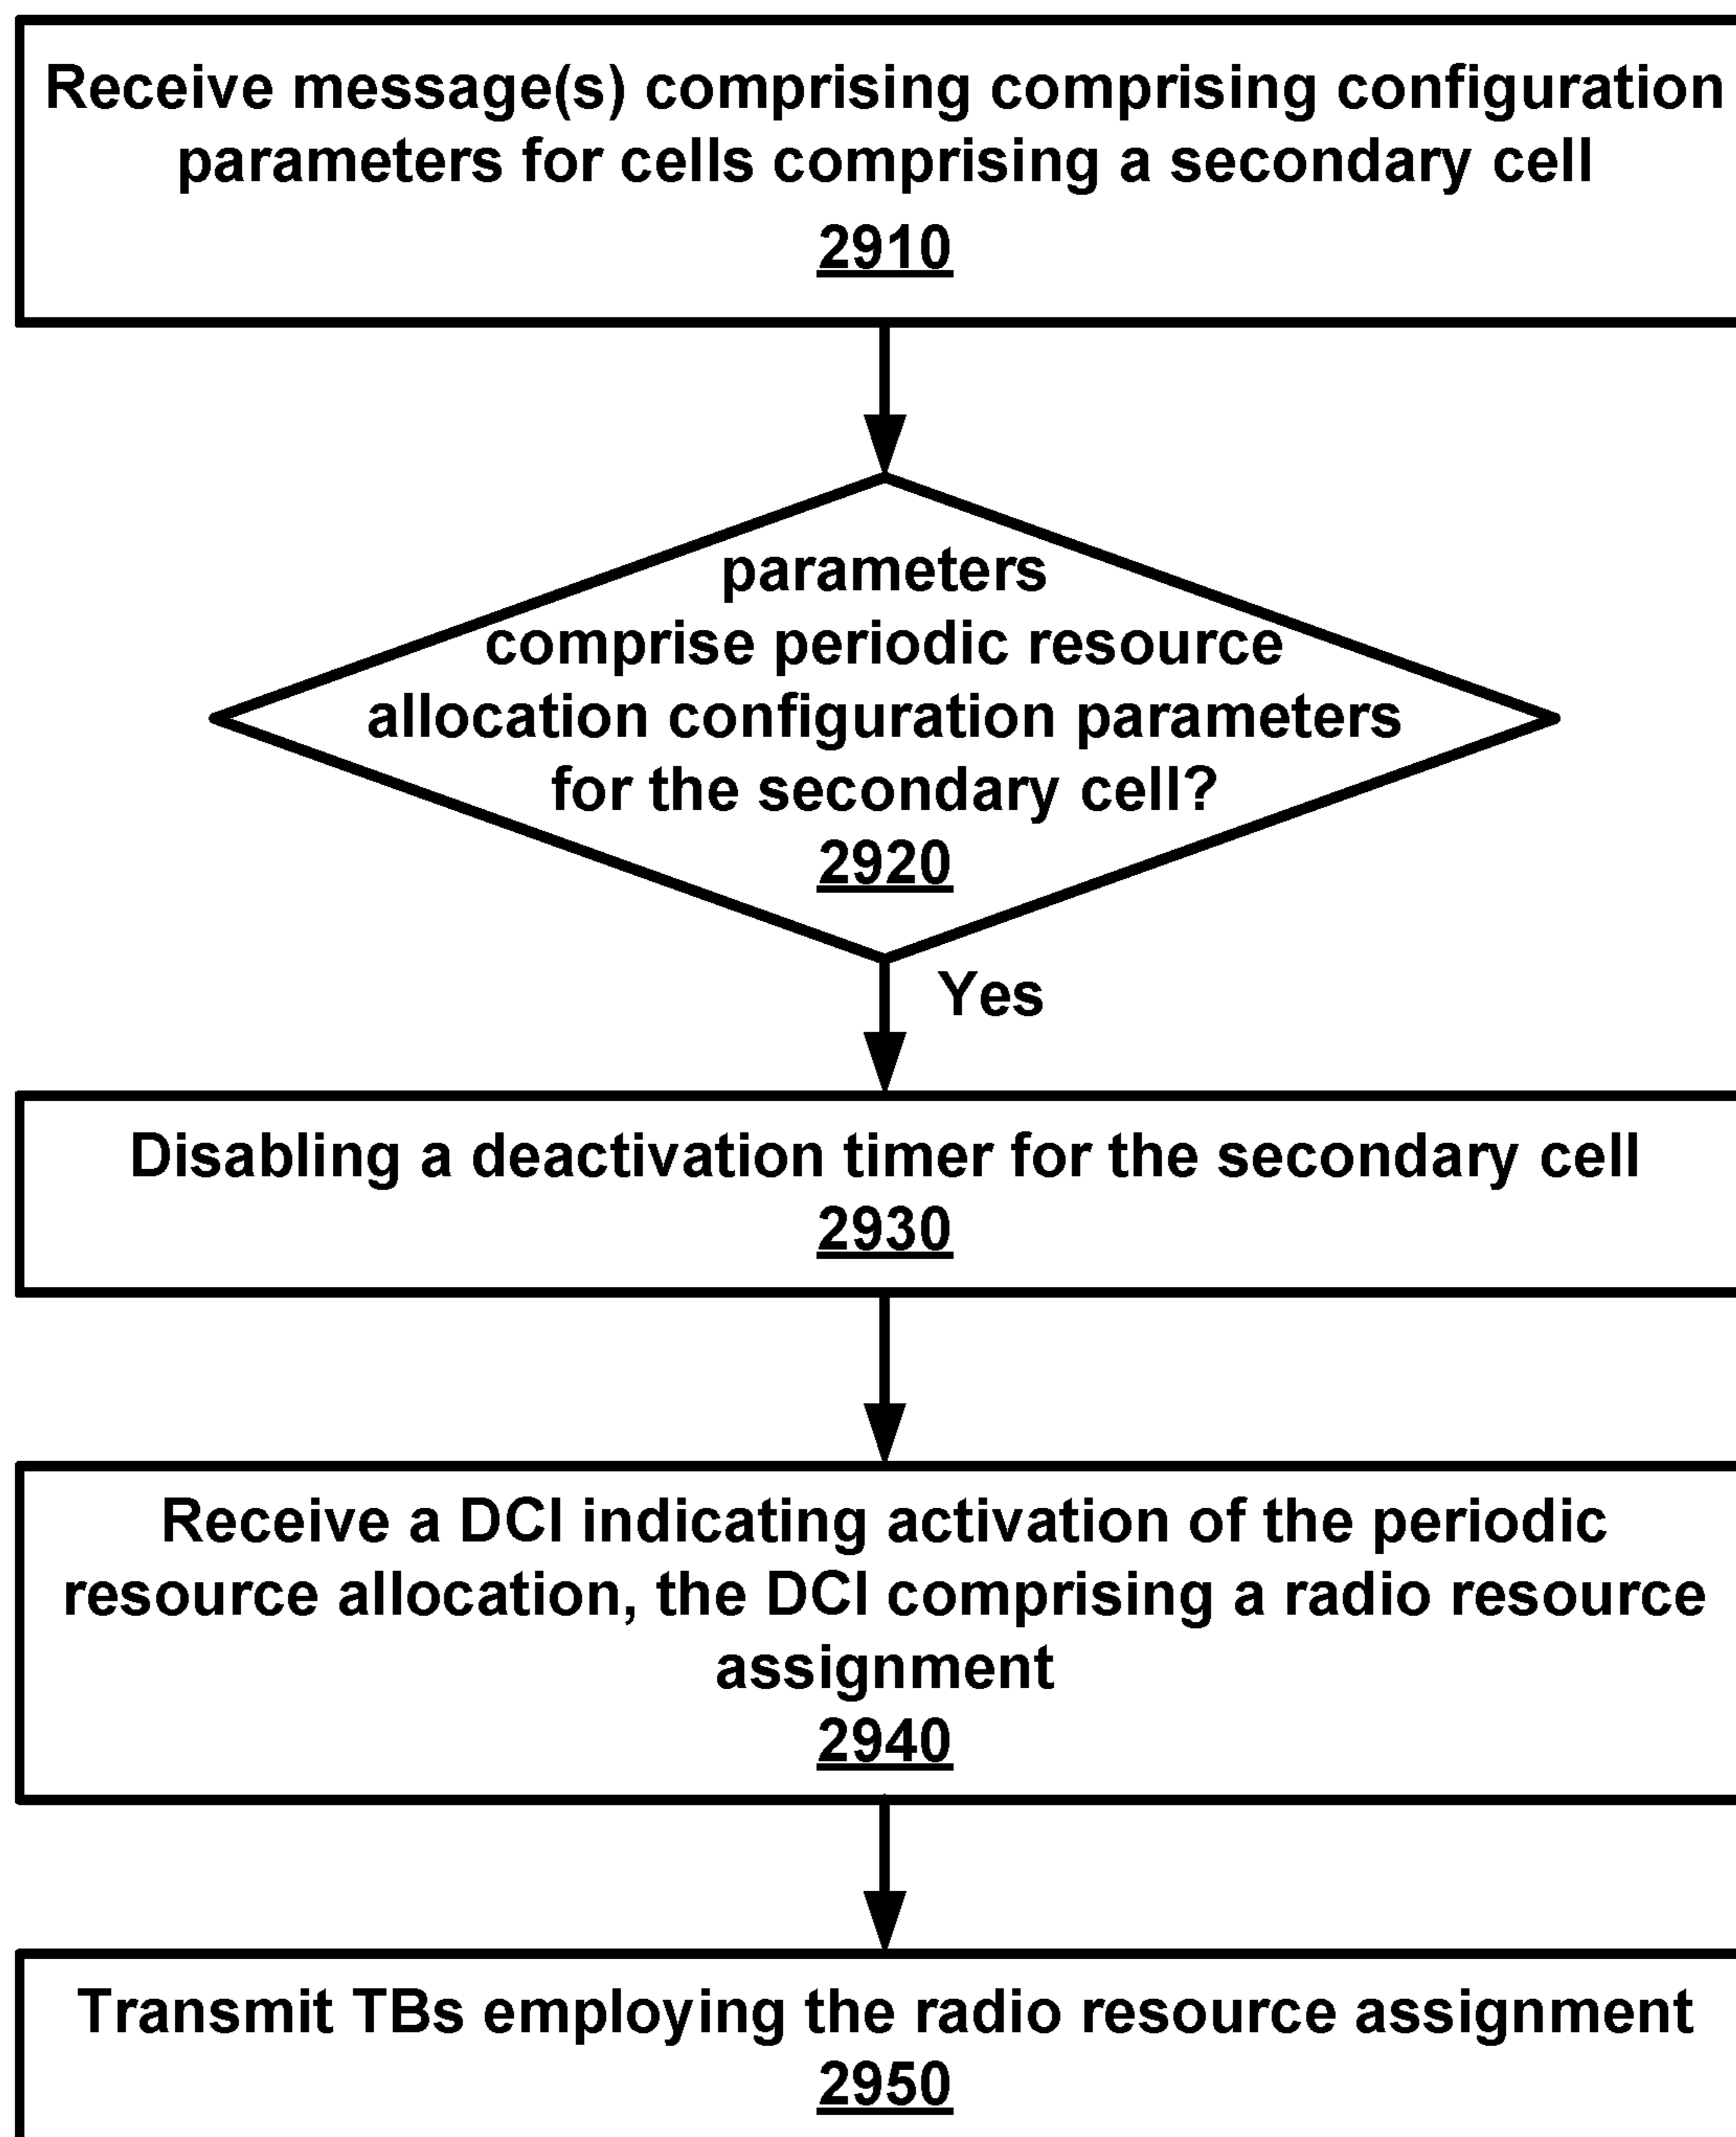 Receive message(s) comprising comprising configuration
parameters for cells comprising a secondary cell
2910
parameters
comprise periodic resource
allocation configuration parameters
for the secondary cell?
2920
Yes
Disabling a deactivation timer for the secondary cell
2930
Receive a DCI indicating activation of the periodic
resource allocation, the DCI comprising a radio resource
assignment
2940
Transmit TBs employing the radio resource assignment
2950